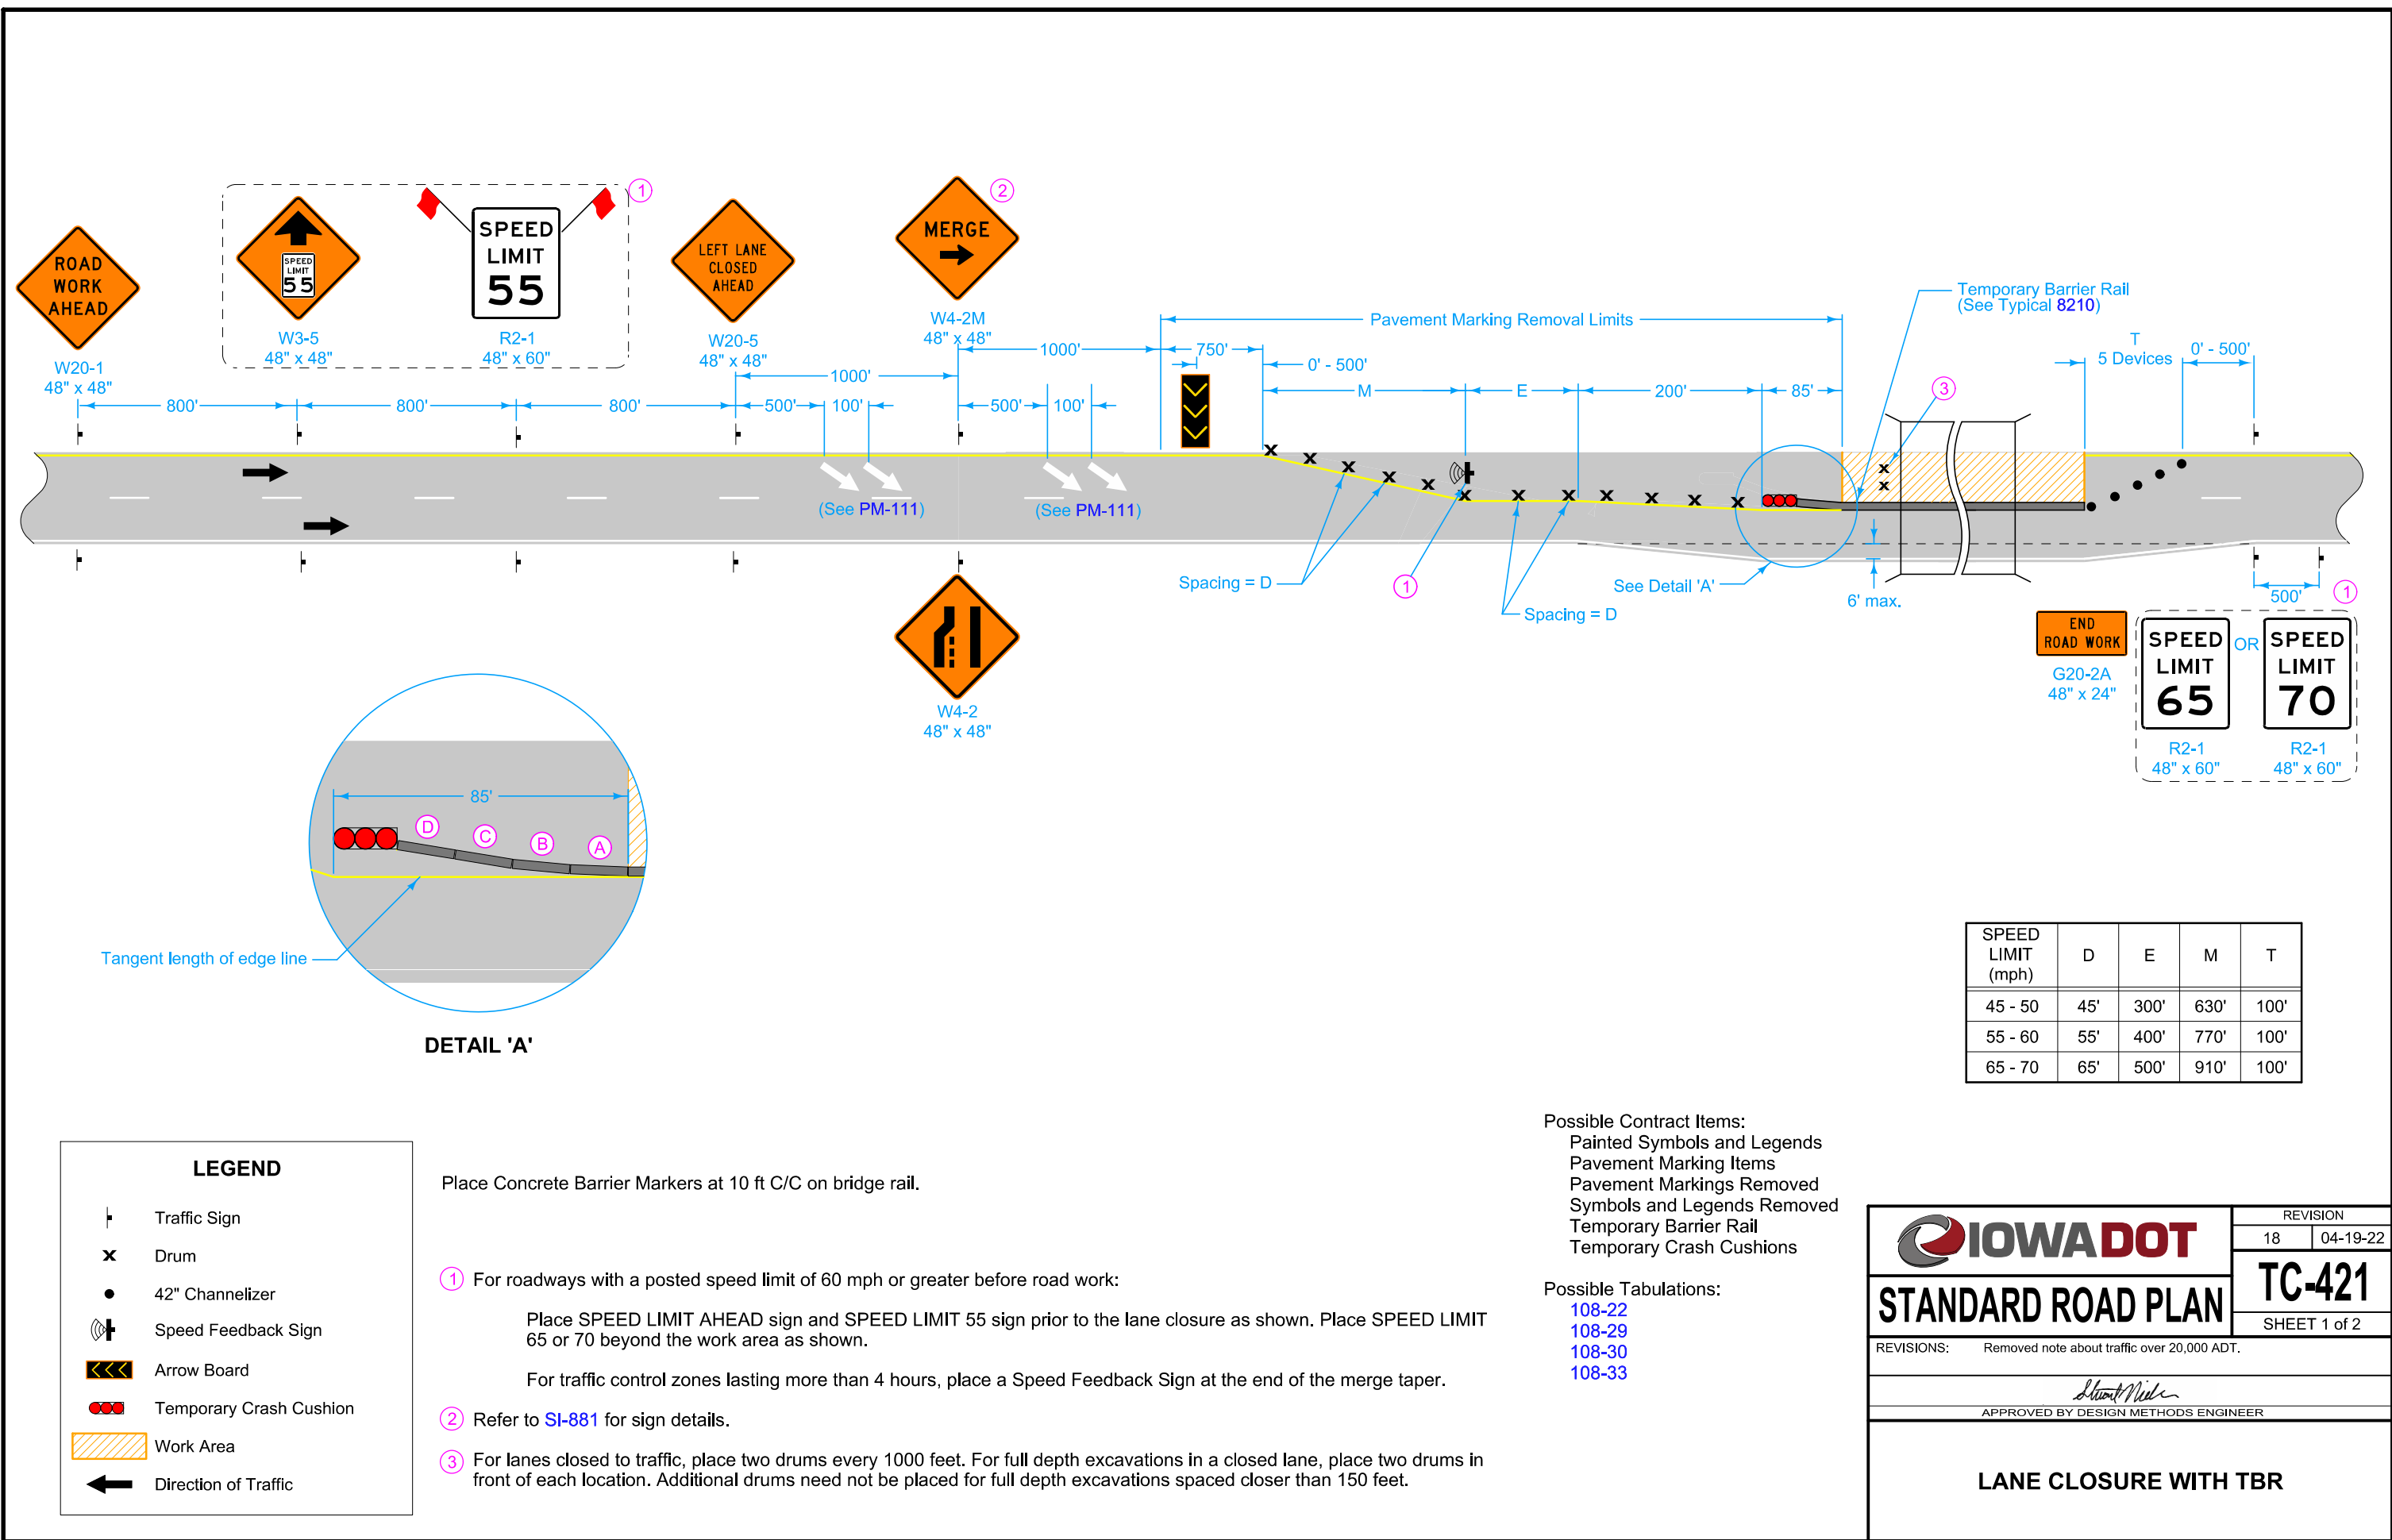 ROAD
WORK
AHEAD
W20-1
48" x 48"
SPEED
LIMIT
55
W3-5
48" x 48"
SPEED
LIMIT
55
R2-1
48" x 60"
1
LEFT LANE
CLOSED
AHEAD
W20-5
48" x 48"
MERGE
2
W4-2M
48" x 48"
800'
800'
800'
1000'
500'
100'
1000'
500'
100'
Pavement Marking Removal Limits
750'
0' - 500'
M
E
200'
85'
Temporary Barrier Rail
(See Typical 8210)
T
5 Devices
0' - 500'
3
(See PM-111)
(See PM-111)
Spacing = D
1
Spacing = D
See Detail 'A'
6' max.
500'
1
W4-2
48" x 48"
END
ROAD WORK
G20-2A
48" x 24"
SPEED
LIMIT
65
R2-1
48" x 60"
OR
SPEED
LIMIT
70
R2-1
48" x 60"
85'
D
C
B
A
Tangent length of edge line
DETAIL 'A'
SPEED
LIMIT
(mph)
D
E
M
T
45 - 50 45' 300' 630' 100'
55 - 60 55' 400' 770' 100'
65 - 70 65' 500' 910' 100'
LEGEND
Traffic Sign
Drum
42" Channelizer
Speed Feedback Sign
Arrow Board
Temporary Crash Cushion
Work Area
Direction of Traffic
Place Concrete Barrier Markers at 10 ft C/C on bridge rail.
1 For roadways with a posted speed limit of 60 mph or greater before road work:
Place SPEED LIMIT AHEAD sign and SPEED LIMIT 55 sign prior to the lane closure as shown. Place SPEED LIMIT
65 or 70 beyond the work area as shown.
For traffic control zones lasting more than 4 hours, place a Speed Feedback Sign at the end of the merge taper.
2 Refer to SI-881 for sign details.
3 For lanes closed to traffic, place two drums every 1000 feet. For full depth excavations in a closed lane, place two drums in
front of each location. Additional drums need not be placed for full depth excavations spaced closer than 150 feet.
Possible Contract Items:
Painted Symbols and Legends
Pavement Marking Items
Pavement Markings Removed
Symbols and Legends Removed
Temporary Barrier Rail
Temporary Crash Cushions
Possible Tabulations:
108-22
108-29
108-30
108-33
IOWADOT
STANDARD ROAD PLAN
REVISION
18 04-19-22
TC-421
SHEET 1 of 2
REVISIONS: Removed note about traffic over 20,000 ADT.
APPROVED BY DESIGN METHODS ENGINEER
LANE CLOSURE WITH TBR